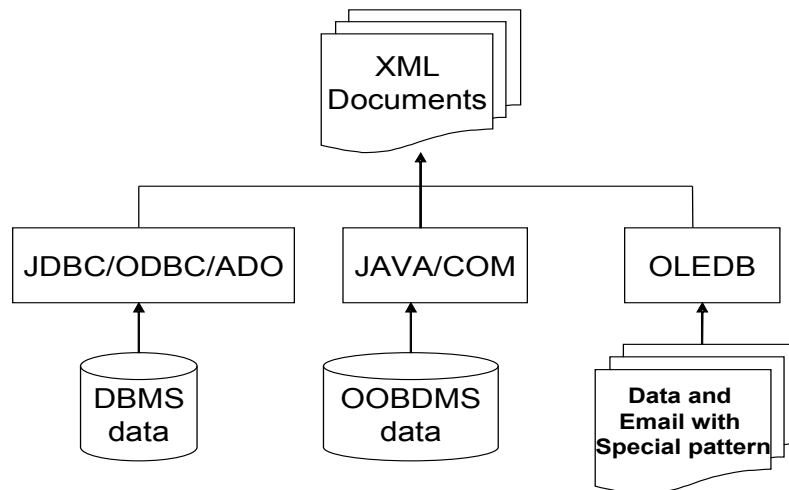 XML
Documents
JDBC/ODBC/ADO
JAVA/COM
OLEDB
DBMS
data
OOBDMS
data
Data and
Email with
Special pattern